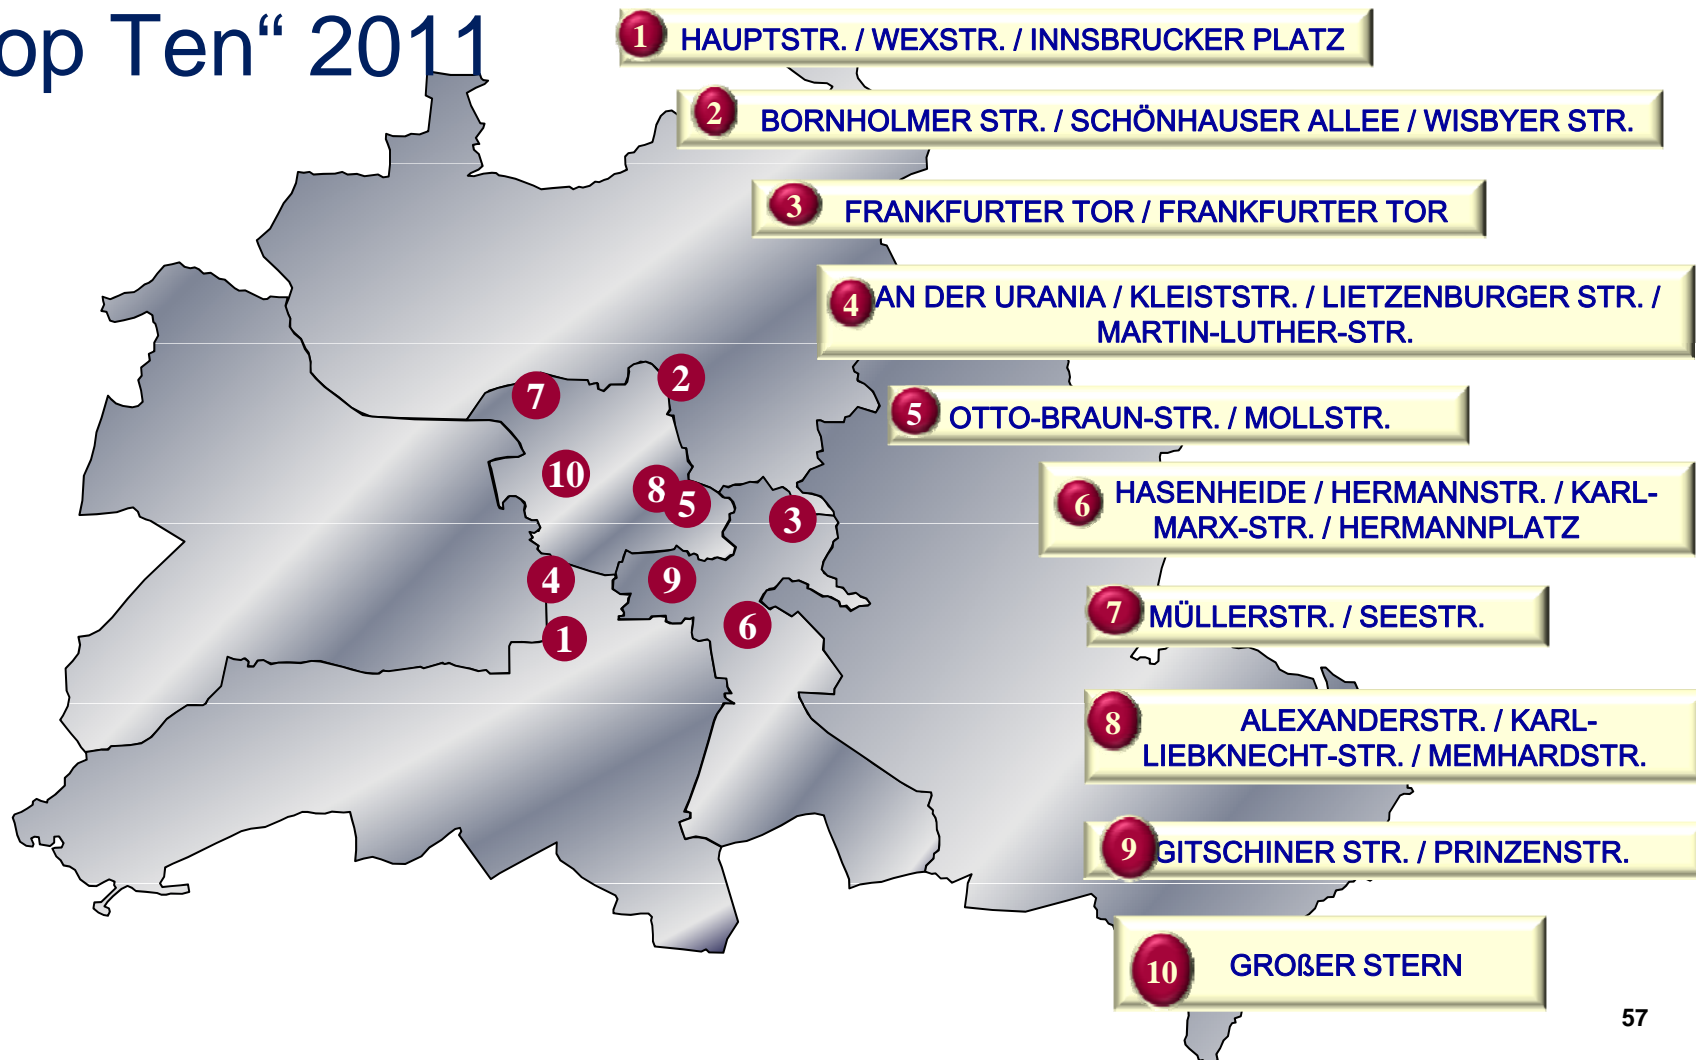 op Ten“ 2011
1 HAUPTSTR. / WEXSTR. / INNSBRUCKER PLATZ
2 BORNHOLMER STR. / SCHÖNHAUSER ALLEE / WISBYER STR.
3 FRANKFURTER TOR / FRANKFURTER TOR
4 AN DER URANIA / KLEISTSTR. / LIETZENBURGER STR. /
MARTIN-LUTHER-STR.
5 OTTO-BRAUN-STR. / MOLLSTR.
6 HASENHEIDE / HERMANNSTR. / KARL-
MARX-STR. / HERMANNPLATZ
7 MÜLLERSTR. / SEESTR.
8 ALEXANDERSTR. / KARL-
LIEBKNECHT-STR. / MEMHARDSTR.
9 GITSCHINER STR. / PRINZENSTR.
10 GROßER STERN
2
7
10
8
5
3
4
9
6
1
57